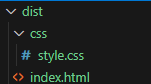 dist
css
# style.css
<> index.html